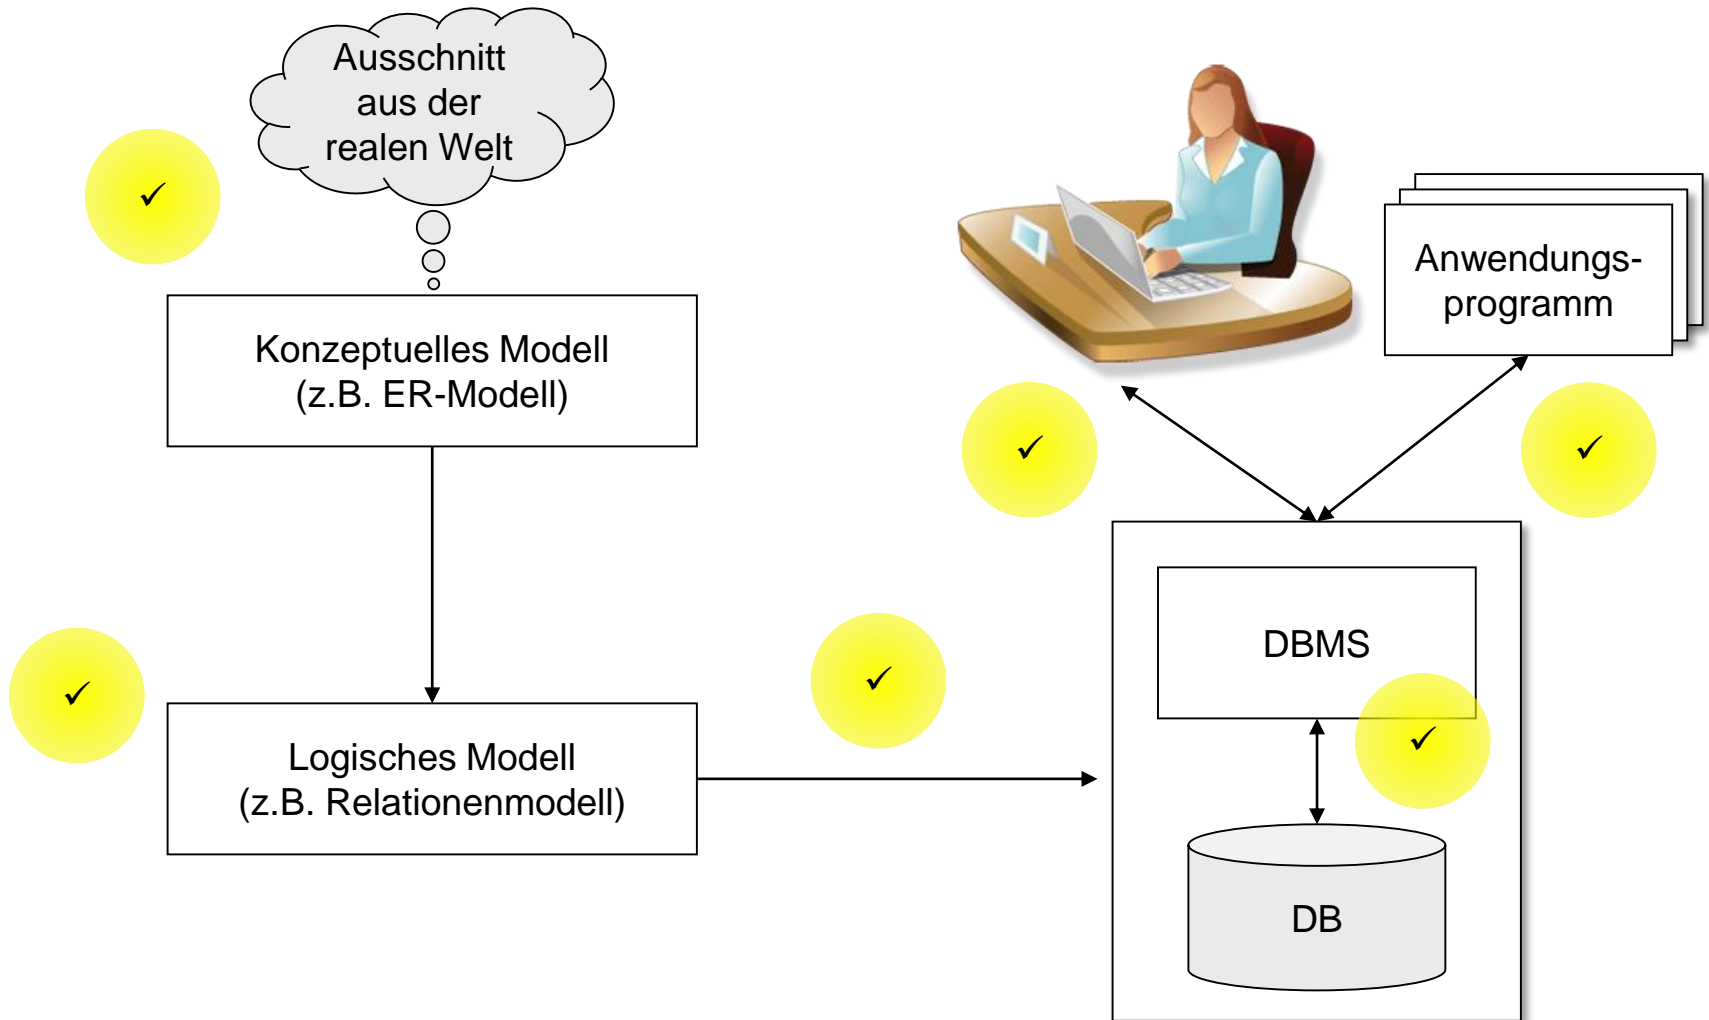 Ausschnitt
aus der
realen Welt
✓
Anwendungs-
programm
Konzeptuelles Modell
(z.B. ER-Modell)
✓
✓
DBMS
✓
✓
✓
Logisches Modell
(z.B. Relationenmodell)
DB